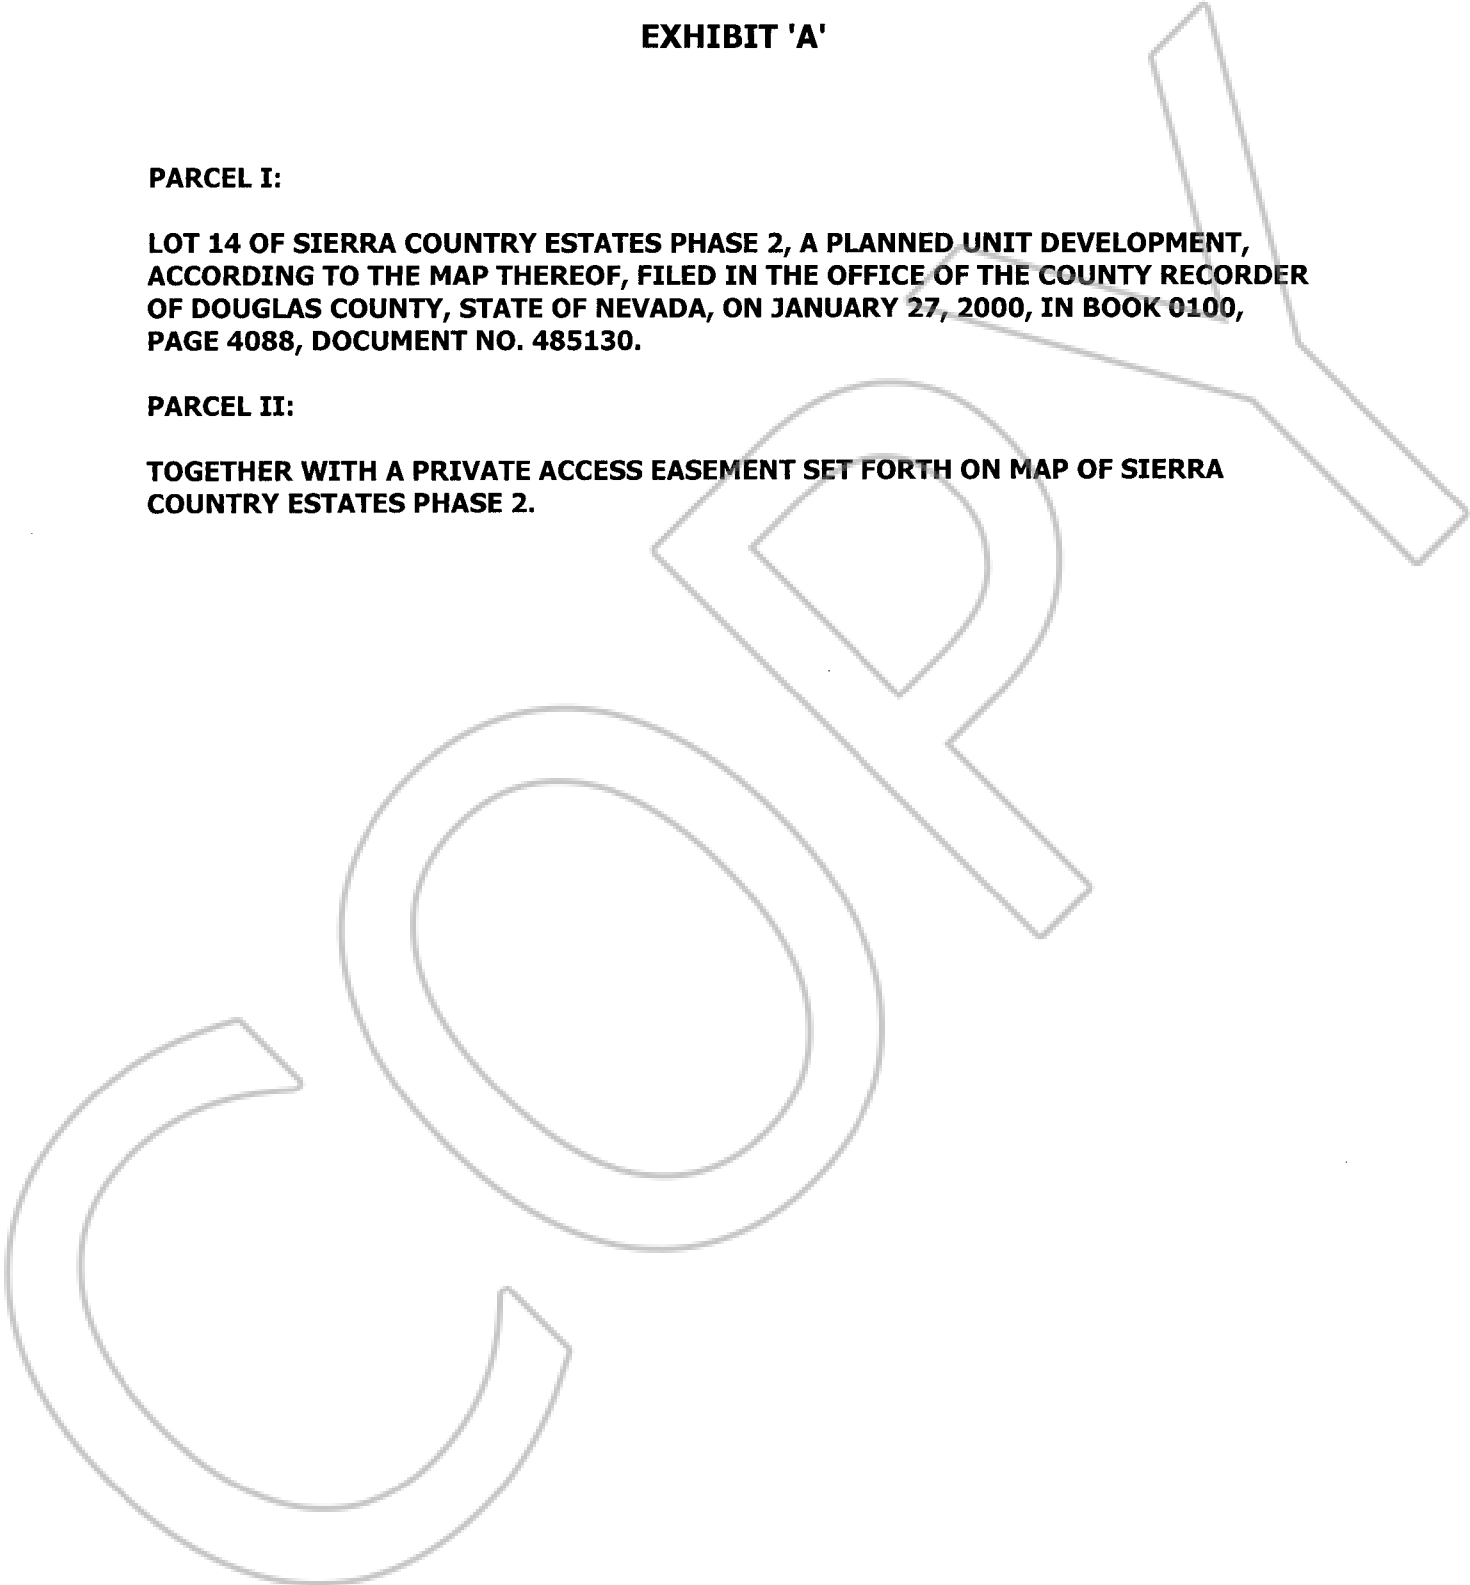 EXHIBIT 'A'
PARCEL I:
LOT 14 OF SIERRA COUNTRY ESTATES PHASE 2, A PLANNED UNIT DEVELOPMENT,
ACCORDING TO THE MAP THEREOF, FILED IN THE OFFICE OF THE COUNTY RECORDER
OF DOUGLAS COUNTY, STATE OF NEVADA, ON JANUARY 27, 2000, IN BOOK 0100,
PAGE 4088, DOCUMENT NO. 485130.
PARCEL II:
TOGETHER WITH A PRIVATE ACCESS EASEMENT SET FORTH ON MAP OF SIERRA
COUNTRY ESTATES PHASE 2.
COPY